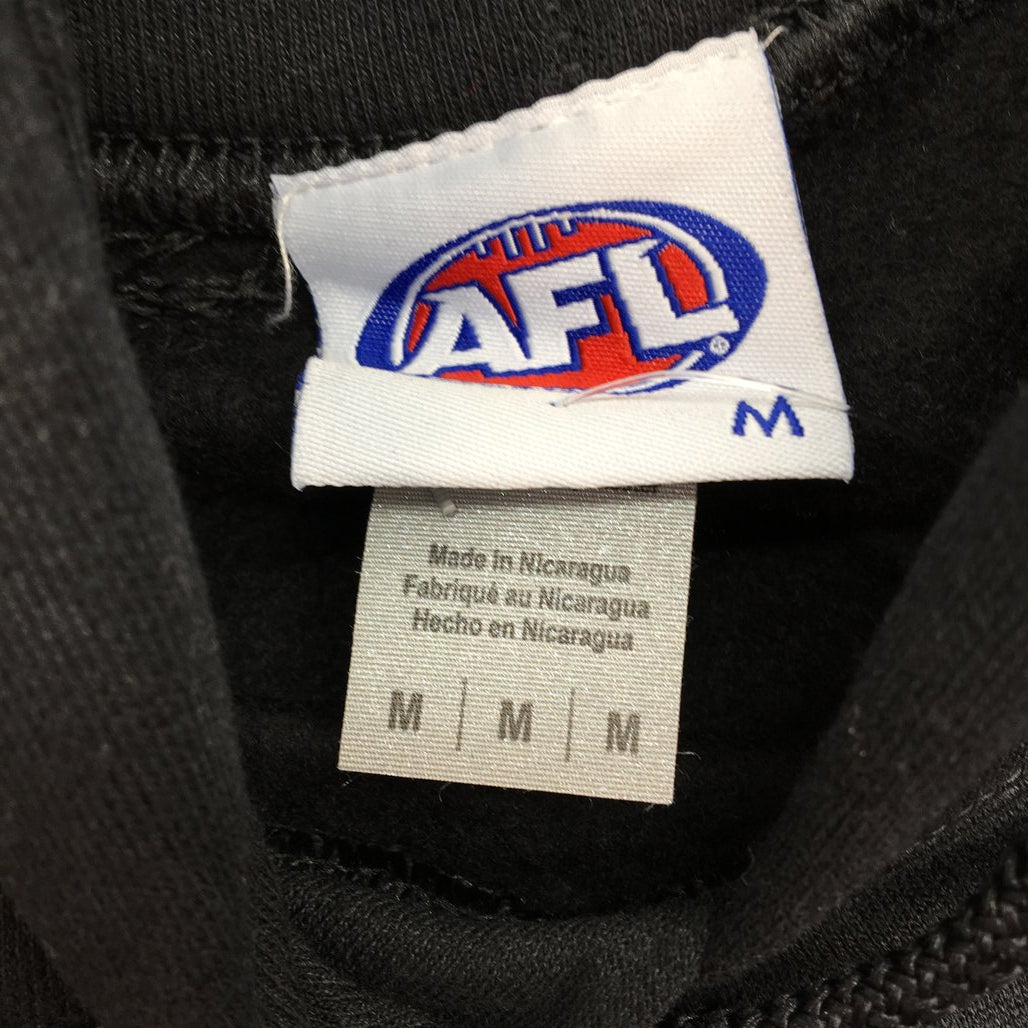 AFL
M
Made in Nicaragua
Fabriqué au Nicaragua
Hecho en Nicaragua
M | M | M